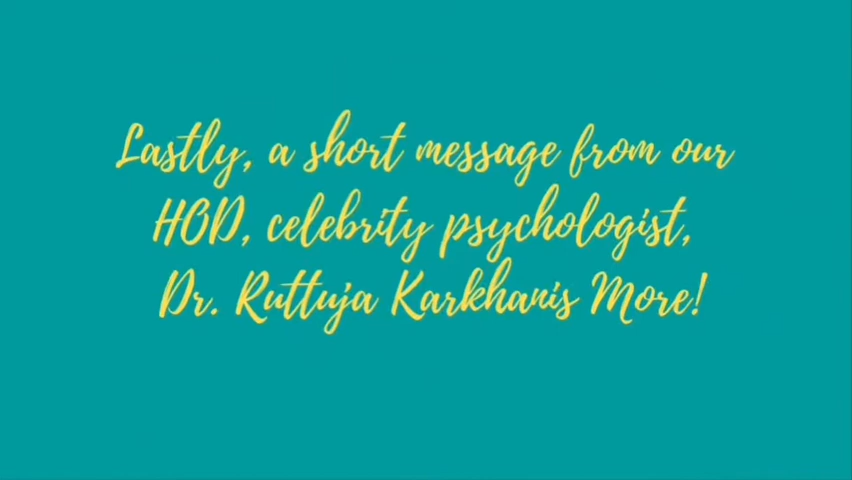 Lastly, a short message from our
HOD, celebrity psychologist,
Dr. Ruttuja Karkhanis More!